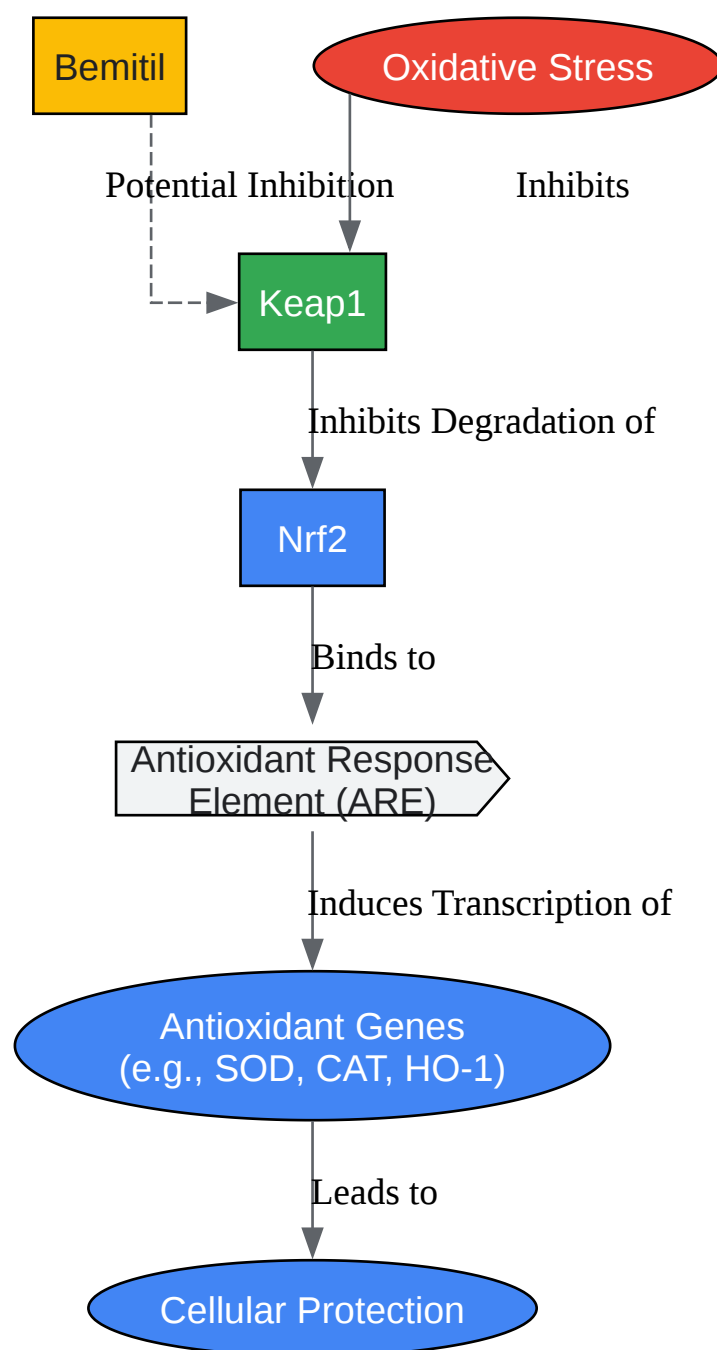 Bemitil
Oxidative Stress
Potential Inhibition
Inhibits
Keap1
Inhibits Degradation of
Nrf2
Binds to
Antioxidant Response
Element (ARE)
Induces Transcription of
Antioxidant Genes
(e.g., SOD, CAT, HO-1)
Leads to
Cellular Protection